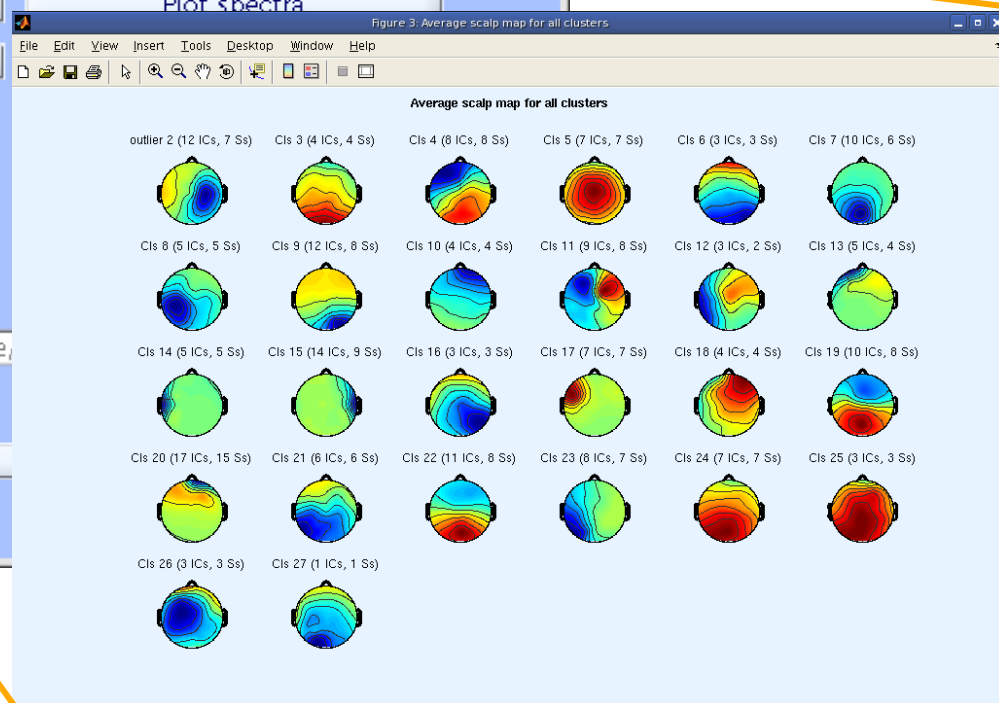 Plot spectra
Figure 3: Average scalp map for all clusters
File Edit View Insert Tools Desktop Window Help
Average scalp map for all clusters
outlier 2 (12 ICs, 7 Ss) Cls 3 (4 ICs, 4 Ss) Cls 4 (8 ICs, 8 Ss) Cls 5 (7 ICs, 7 Ss) Cls 6 (3 ICs, 3 Ss) Cls 7 (10 ICs, 6 Ss)
Cls 8 (5 ICs, 5 Ss) Cls 9 (12 ICs, 8 Ss) Cls 10 (4 ICs, 4 Ss) Cls 11 (9 ICs, 8 Ss) Cls 12 (3 ICs, 2 Ss) Cls 13 (5 ICs, 4 Ss)
Cls 14 (5 ICs, 5 Ss) Cls 15 (14 ICs, 9 Ss) Cls 16 (3 ICs, 3 Ss) Cls 17 (7 ICs, 7 Ss) Cls 18 (4 ICs, 4 Ss) Cls 19 (10 ICs, 8 Ss)
Cls 20 (17 ICs, 15 Ss) Cls 21 (6 ICs, 6 Ss) Cls 22 (11 ICs, 8 Ss) Cls 23 (8 ICs, 7 Ss) Cls 24 (7 ICs, 7 Ss) Cls 25 (3 ICs, 3 Ss)
Cls 26 (3 ICs, 3 Ss) Cls 27 (1 ICs, 1 Ss)